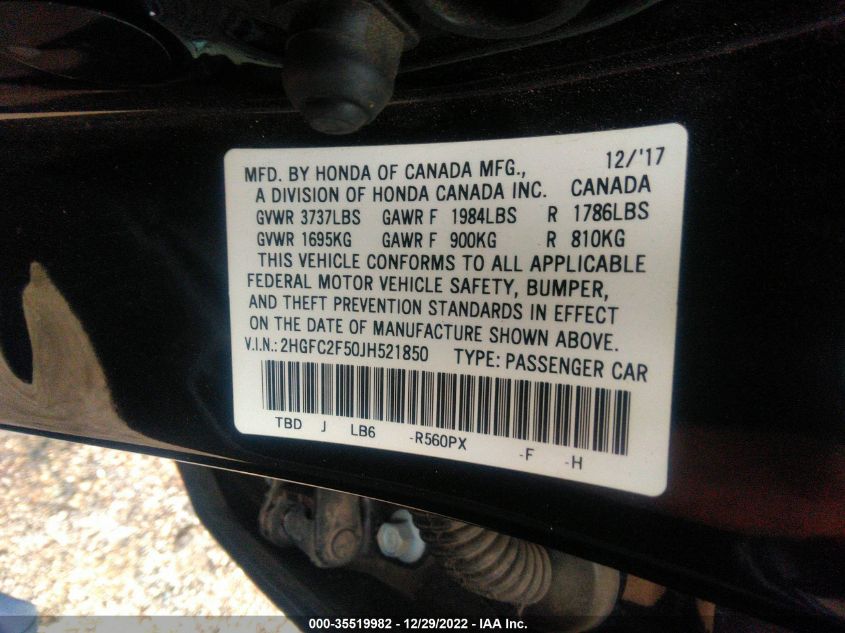 MFD. BY HONDA OF CANADA MFG., 12/'17
A DIVISION OF HONDA CANADA INC. CANADA
GVWR 3737LBS GAWR F 1984LBS R 1786LBS
GVWR 1695KG GAWR F 900KG R 810KG
THIS VEHICLE CONFORMS TO ALL APPLICABLE
FEDERAL MOTOR VEHICLE SAFETY, BUMPER,
AND THEFT PREVENTION STANDARDS IN EFFECT
ON THE DATE OF MANUFACTURE SHOWN ABOVE.
V.I.N.: 2HGFC2F50JH521850 TYPE: PASSENGER CAR
TBD J LB6 -R560PX -F -H
000-35519982 - 12/29/2022 - IAA Inc.